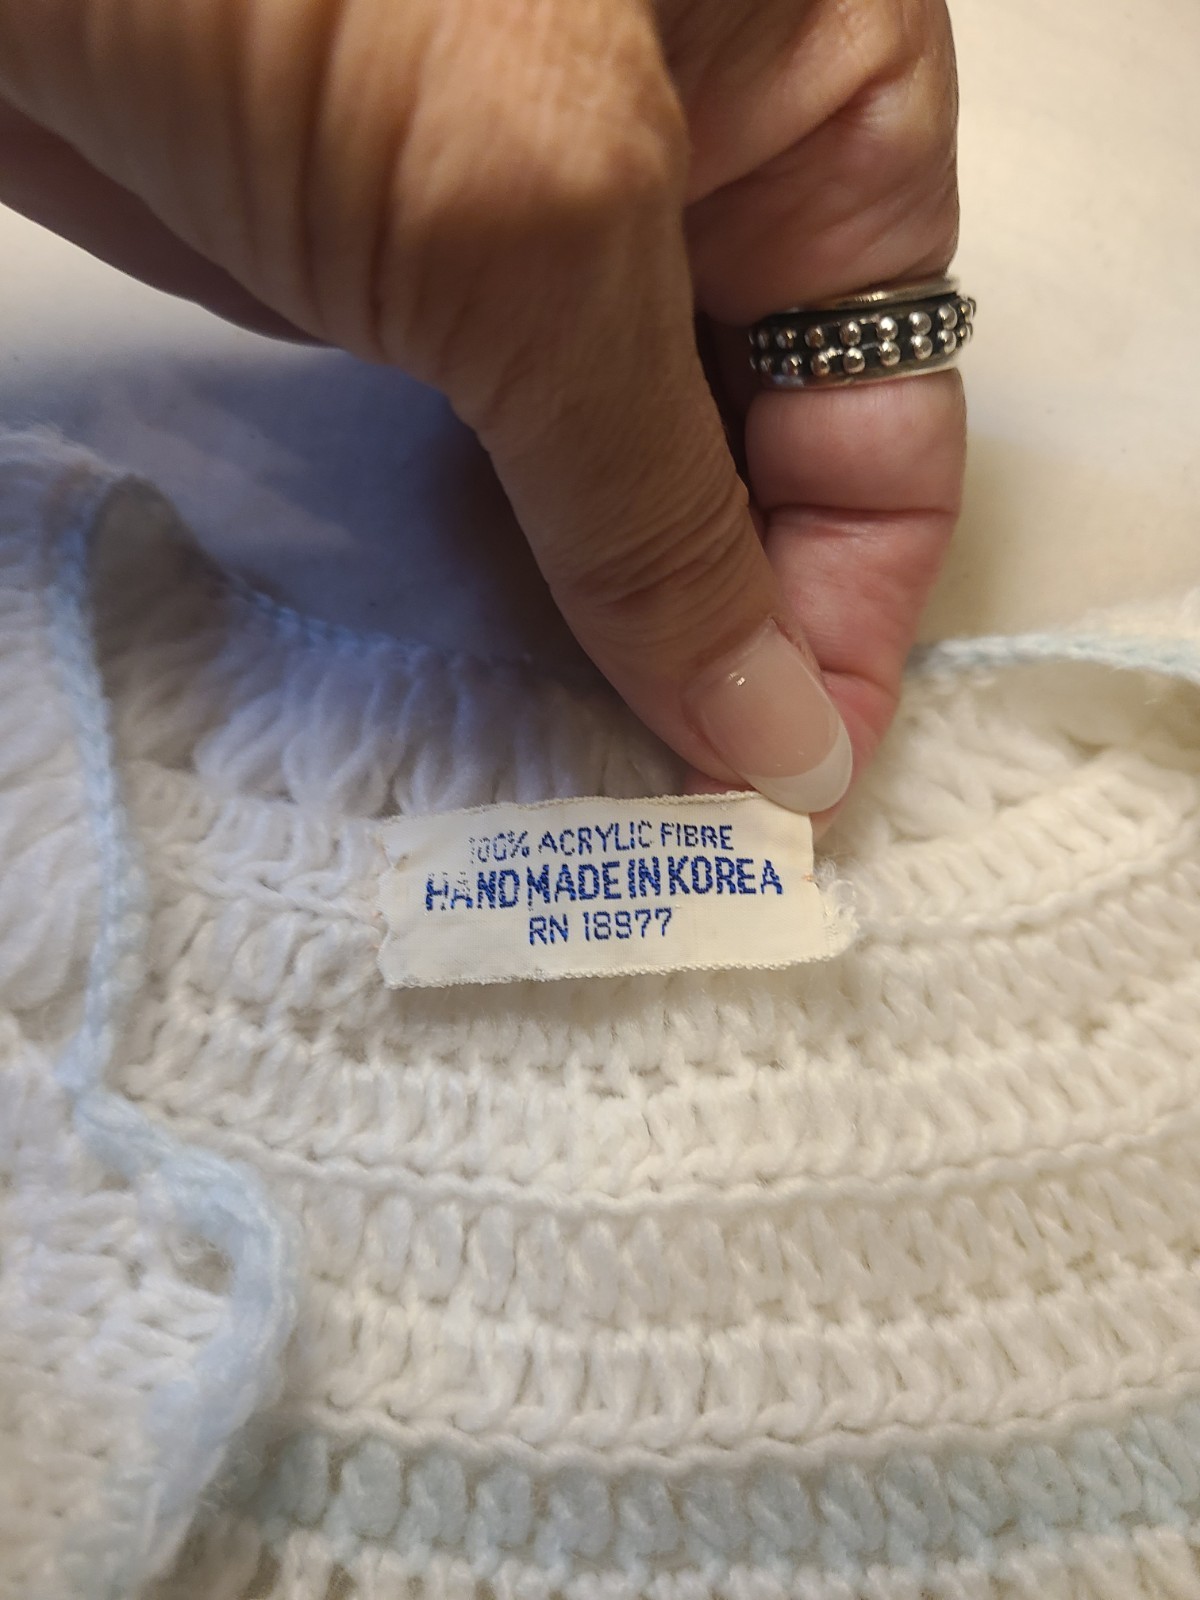 100% ACRYLIC FIBRE
HAND MADE IN KOREA
RN 18977